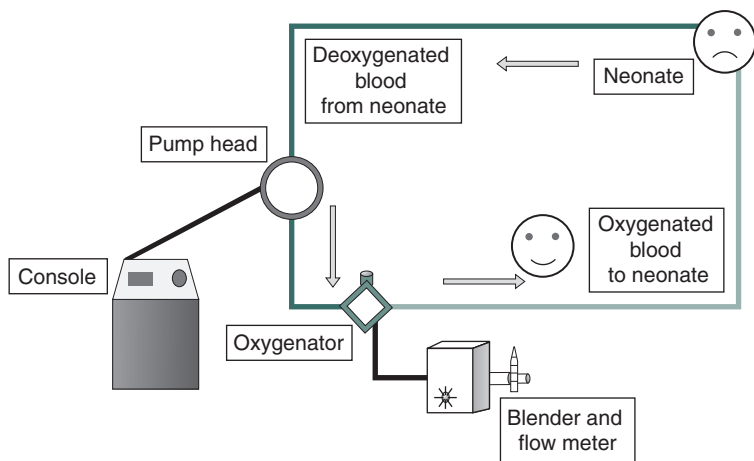 Deoxygenated
blood
from neonate
Neonate
Pump head
Console
Oxygenated
blood
to neonate
Oxygenator
Blender and
flow meter